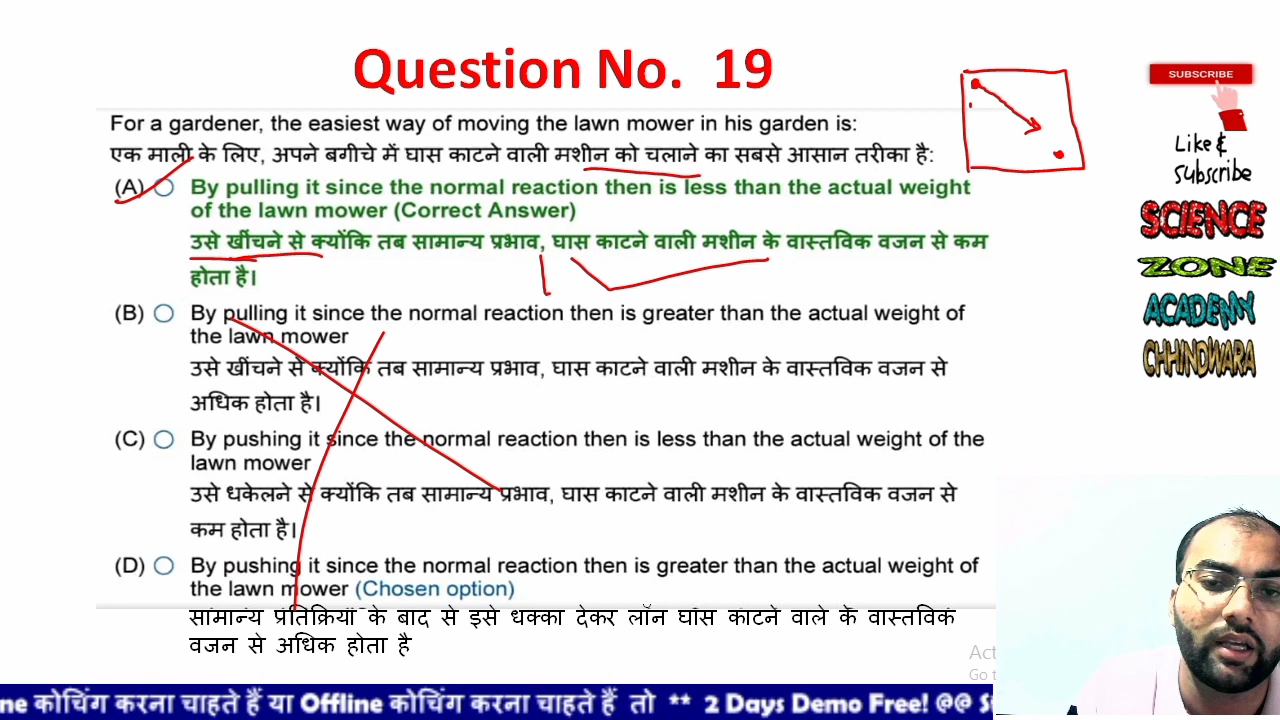 Question No. 19
For a gardener, the easiest way of moving the lawn mower in his garden is:
एक माली के लिए, अपने बगीचे में घास काटने वाली मशीन को चलाने का सबसे आसान तरीका है:
(A) By pulling it since the normal reaction then is less than the actual weight
of the lawn mower (Correct Answer)
उसे खींचने से क्योंकि तब सामान्य प्रभाव, घास काटने वाली मशीन के वास्तविक वजन से कम
होता है।
(B) By pulling it since the normal reaction then is greater than the actual weight of
the lawn mower
उसे खींचने से क्योंकि तब सामान्य प्रभाव, घास काटने वाली मशीन के वास्तविक वजन से
अधिक होता है।
(C) By pushing it since the normal reaction then is less than the actual weight of the
lawn mower
उसे धकेलने से क्योंकि तब सामान्य प्रभाव, घास काटने वाली मशीन के वास्तविक वजन से
कम होता है।
(D) By pushing it since the normal reaction then is greater than the actual weight of
the lawn mower (Chosen option)
सामान्य प्रतिक्रिया के बाद से इसे धक्का देकर लॉन घास काटने वाले के वास्तविक
वजन से अधिक होता है
SUBSCRIBE
Like &
Subscribe
SCIENCE
ZONE
ACADEMY
CHHINDWARA
Act
Go t
ne कोचिंग करना चाहते हैं या Offline कोचिंग करना चाहते हैं तो ** 2 Days Demo Free! @@